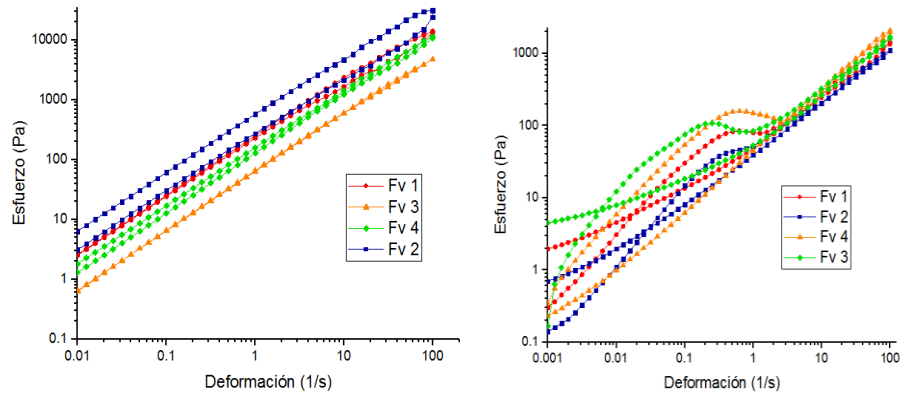 Esfuerzo (Pa)
10000
1000
100
10
1
0.1
0.01
0.1
1
10
100
Deformación (1/s)
Fv 1
Fv 3
Fv 4
Fv 2
Esfuerzo (Pa)
1000
100
10
1
0.1
0.001
0.01
0.1
1
10
100
Deformación (1/s)
Fv 1
Fv 2
Fv 4
Fv 3